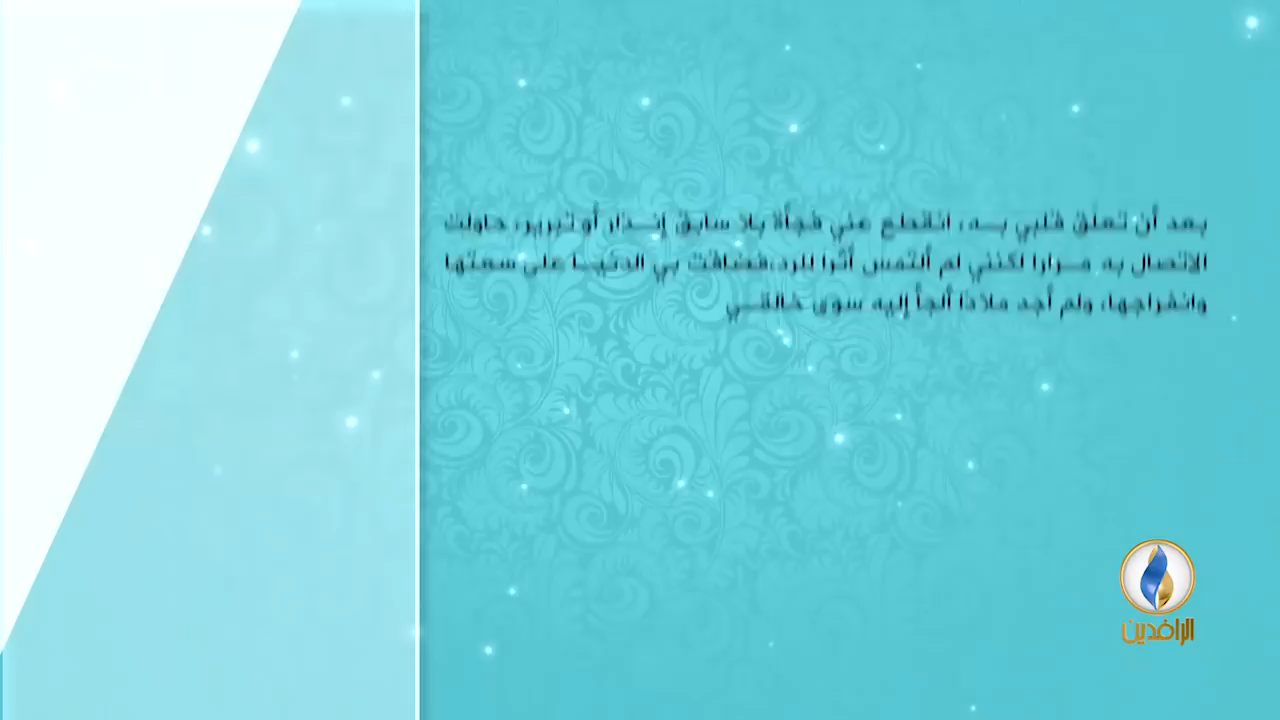 بعد أن تعلق قلبي به، انقطع عني فجأة بلا سابق إنذار أو تبرير، حاولت
الاتصال به مرارا لكنني لم ألتمس أثرا للرد،فضاقت بي الدنيا على سعتها
وانفراجها، ولم أجد ملاذا ألجأ إليه سوى خالقي
الرافدين